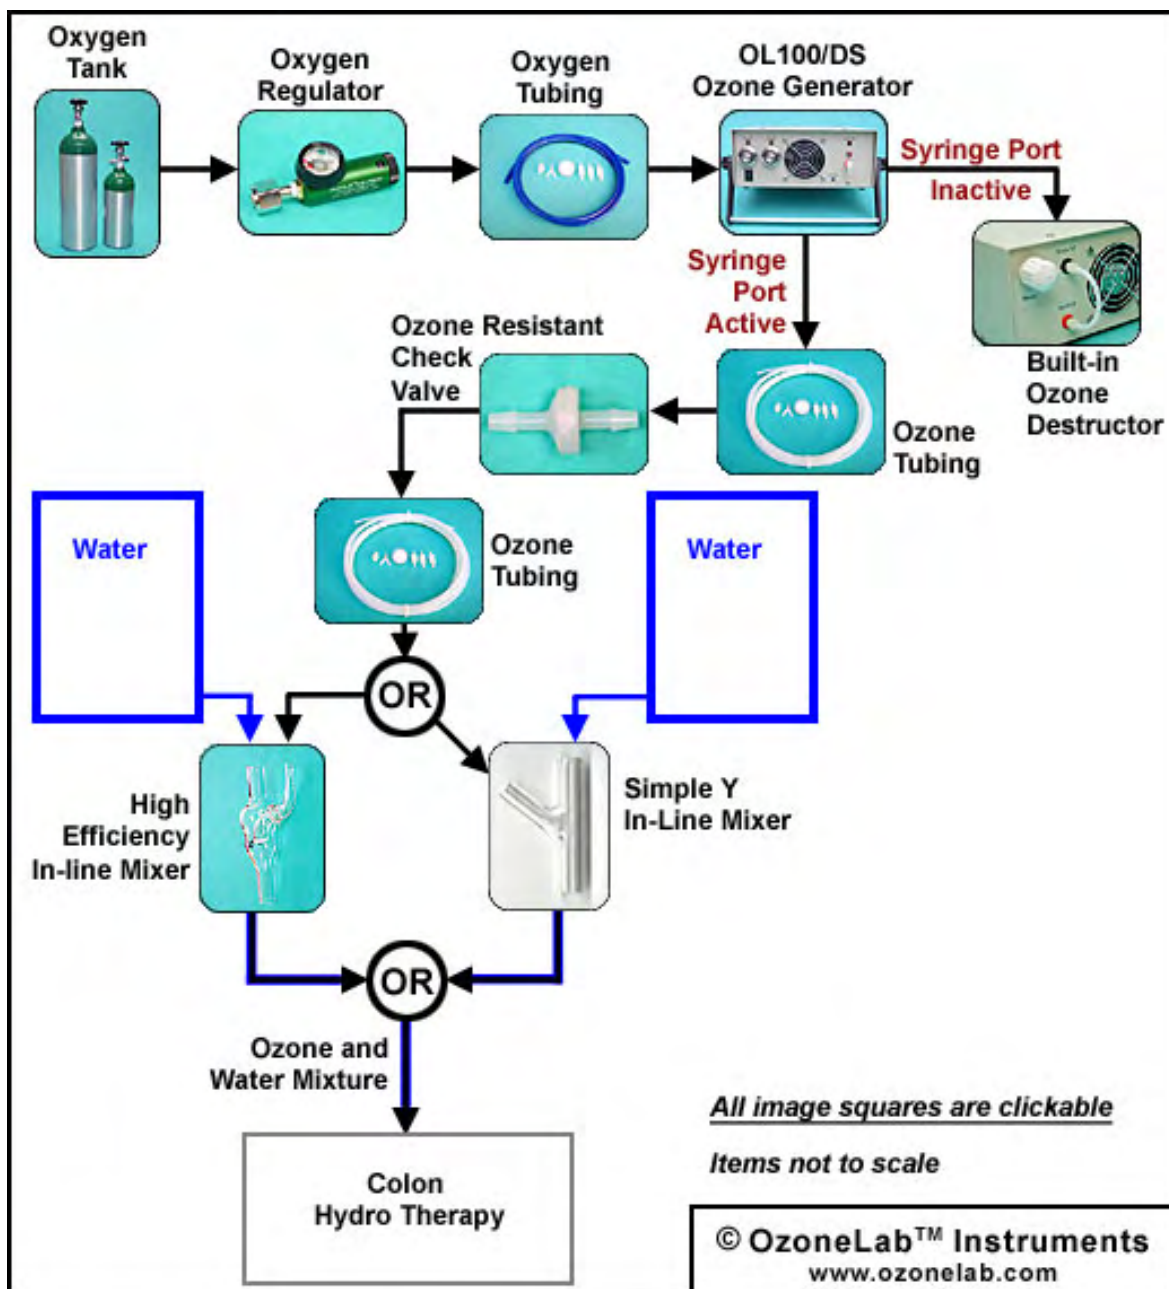 Oxygen
Tank
Oxygen
Regulator
Oxygen
Tubing
OL100/DS
Ozone Generator
Syringe Port
Inactive
Syringe
Port
Active
Built-in
Ozone
Destructor
Ozone Resistant
Check
Valve
Ozone
Tubing
Ozone
Tubing
Water
Water
OR
High
Efficiency
In-line Mixer
Simple Y
In-Line Mixer
OR
Ozone and
Water Mixture
Colon
Hydro Therapy
All image squares are clickable
Items not to scale
© OzoneLab™ Instruments
www.ozonelab.com